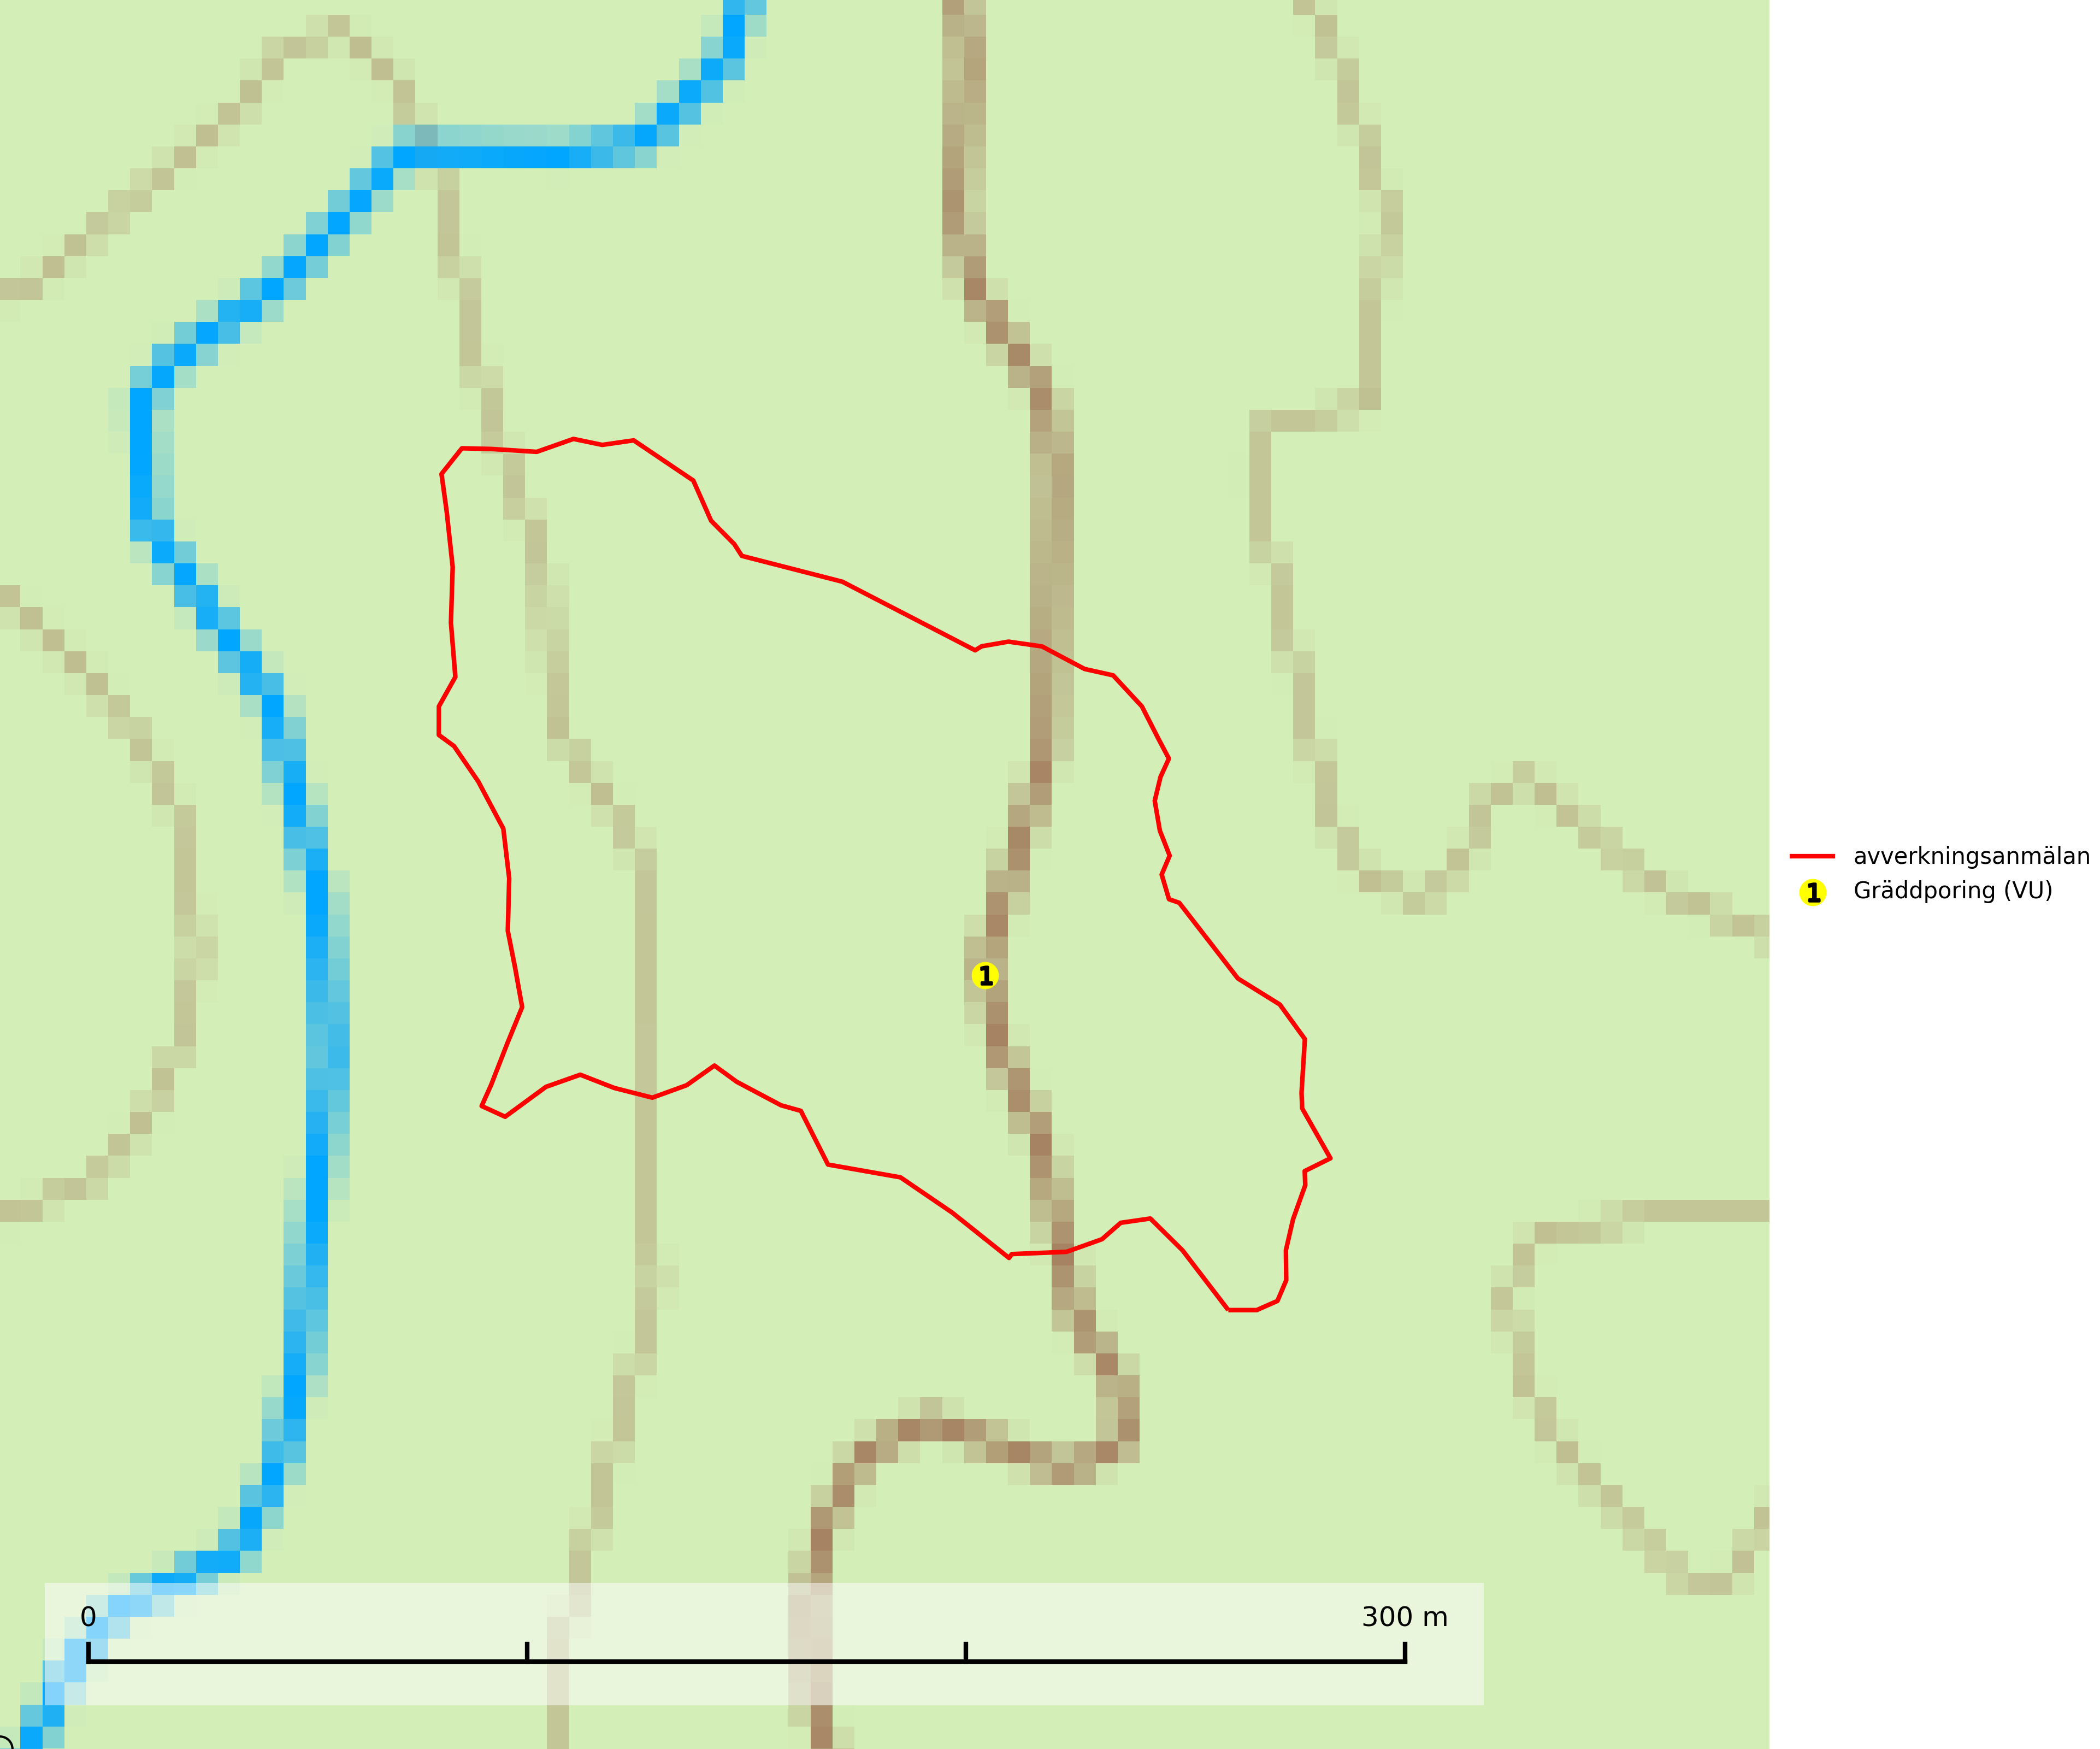 1
avverkningsanmälan
1 Gräddporing (VU)
0 300 m